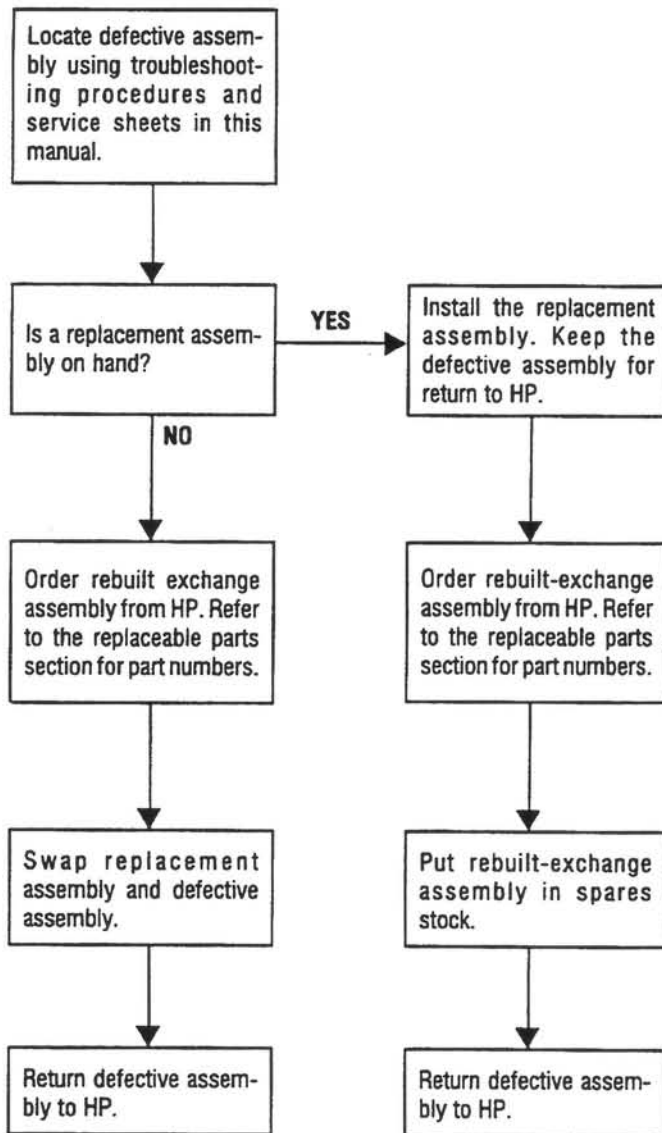 Locate defective assem-
bly using troubleshoot-
ing procedures and
service sheets in this
manual.
Is a replacement assem-
bly on hand?
YES
Install the replacement
assembly. Keep the
defective assembly for
return to HP.
NO
Order rebuilt exchange
assembly from HP. Refer
to the replaceable parts
section for part numbers.
Order rebuilt-exchange
assembly from HP. Refer
to the replaceable parts
section for part numbers.
Swap replacement
assembly and defective
assembly.
Put rebuilt-exchange
assembly in spares
stock.
Return defective assem-
bly to HP.
Return defective assem-
bly to HP.